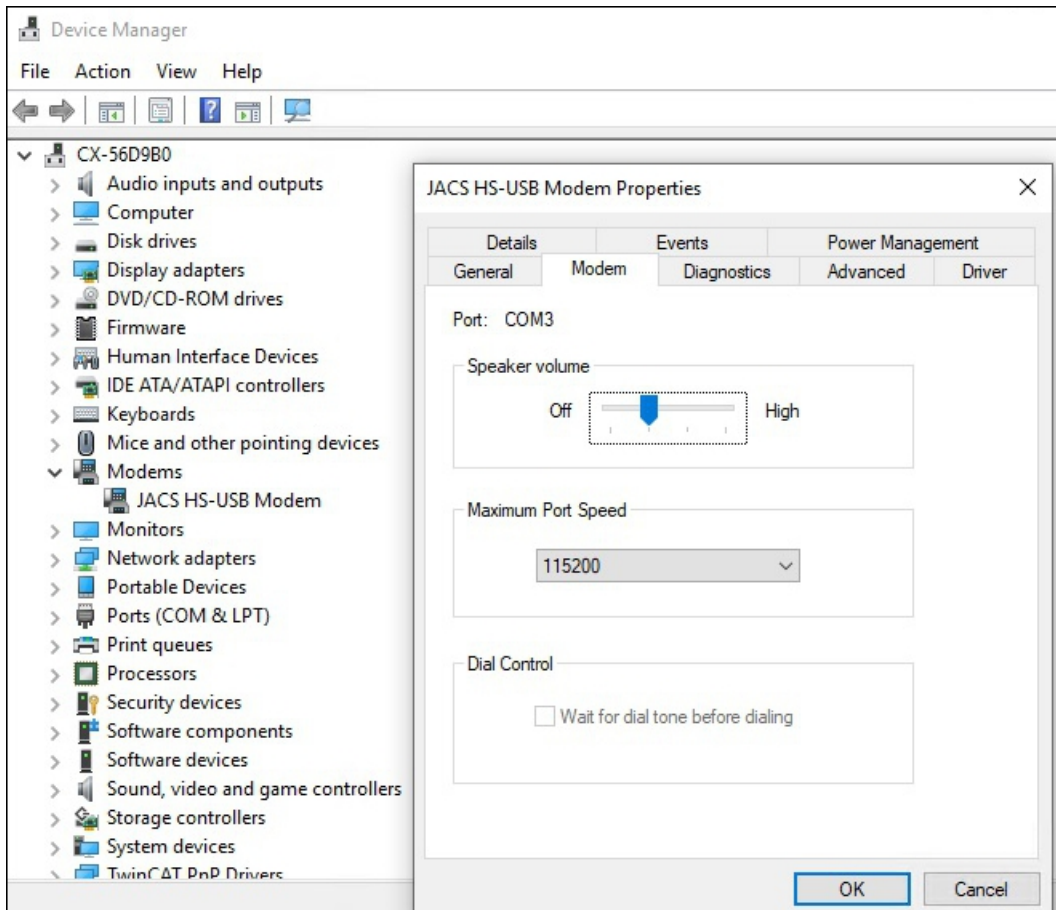 Device Manager
File Action View Help
CX-56D9B0
Audio inputs and outputs
Computer
Disk drives
Display adapters
DVD/CD-ROM drives
Firmware
Human Interface Devices
IDE ATA/ATAPI controllers
Keyboards
Mice and other pointing devices
Modems
JACS HS-USB Modem
Monitors
Network adapters
Portable Devices
Ports (COM & LPT)
Print queues
Processors
Security devices
Software components
Software devices
Sound, video and game controllers
Storage controllers
System devices
TwinCAT PnP Drivers
JACS HS-USB Modem Properties
Details Events Power Management
General Modem Diagnostics Advanced Driver
Port: COM3
Speaker volume
Off High
Maximum Port Speed
115200
Dial Control
Wait for dial tone before dialing
OK Cancel